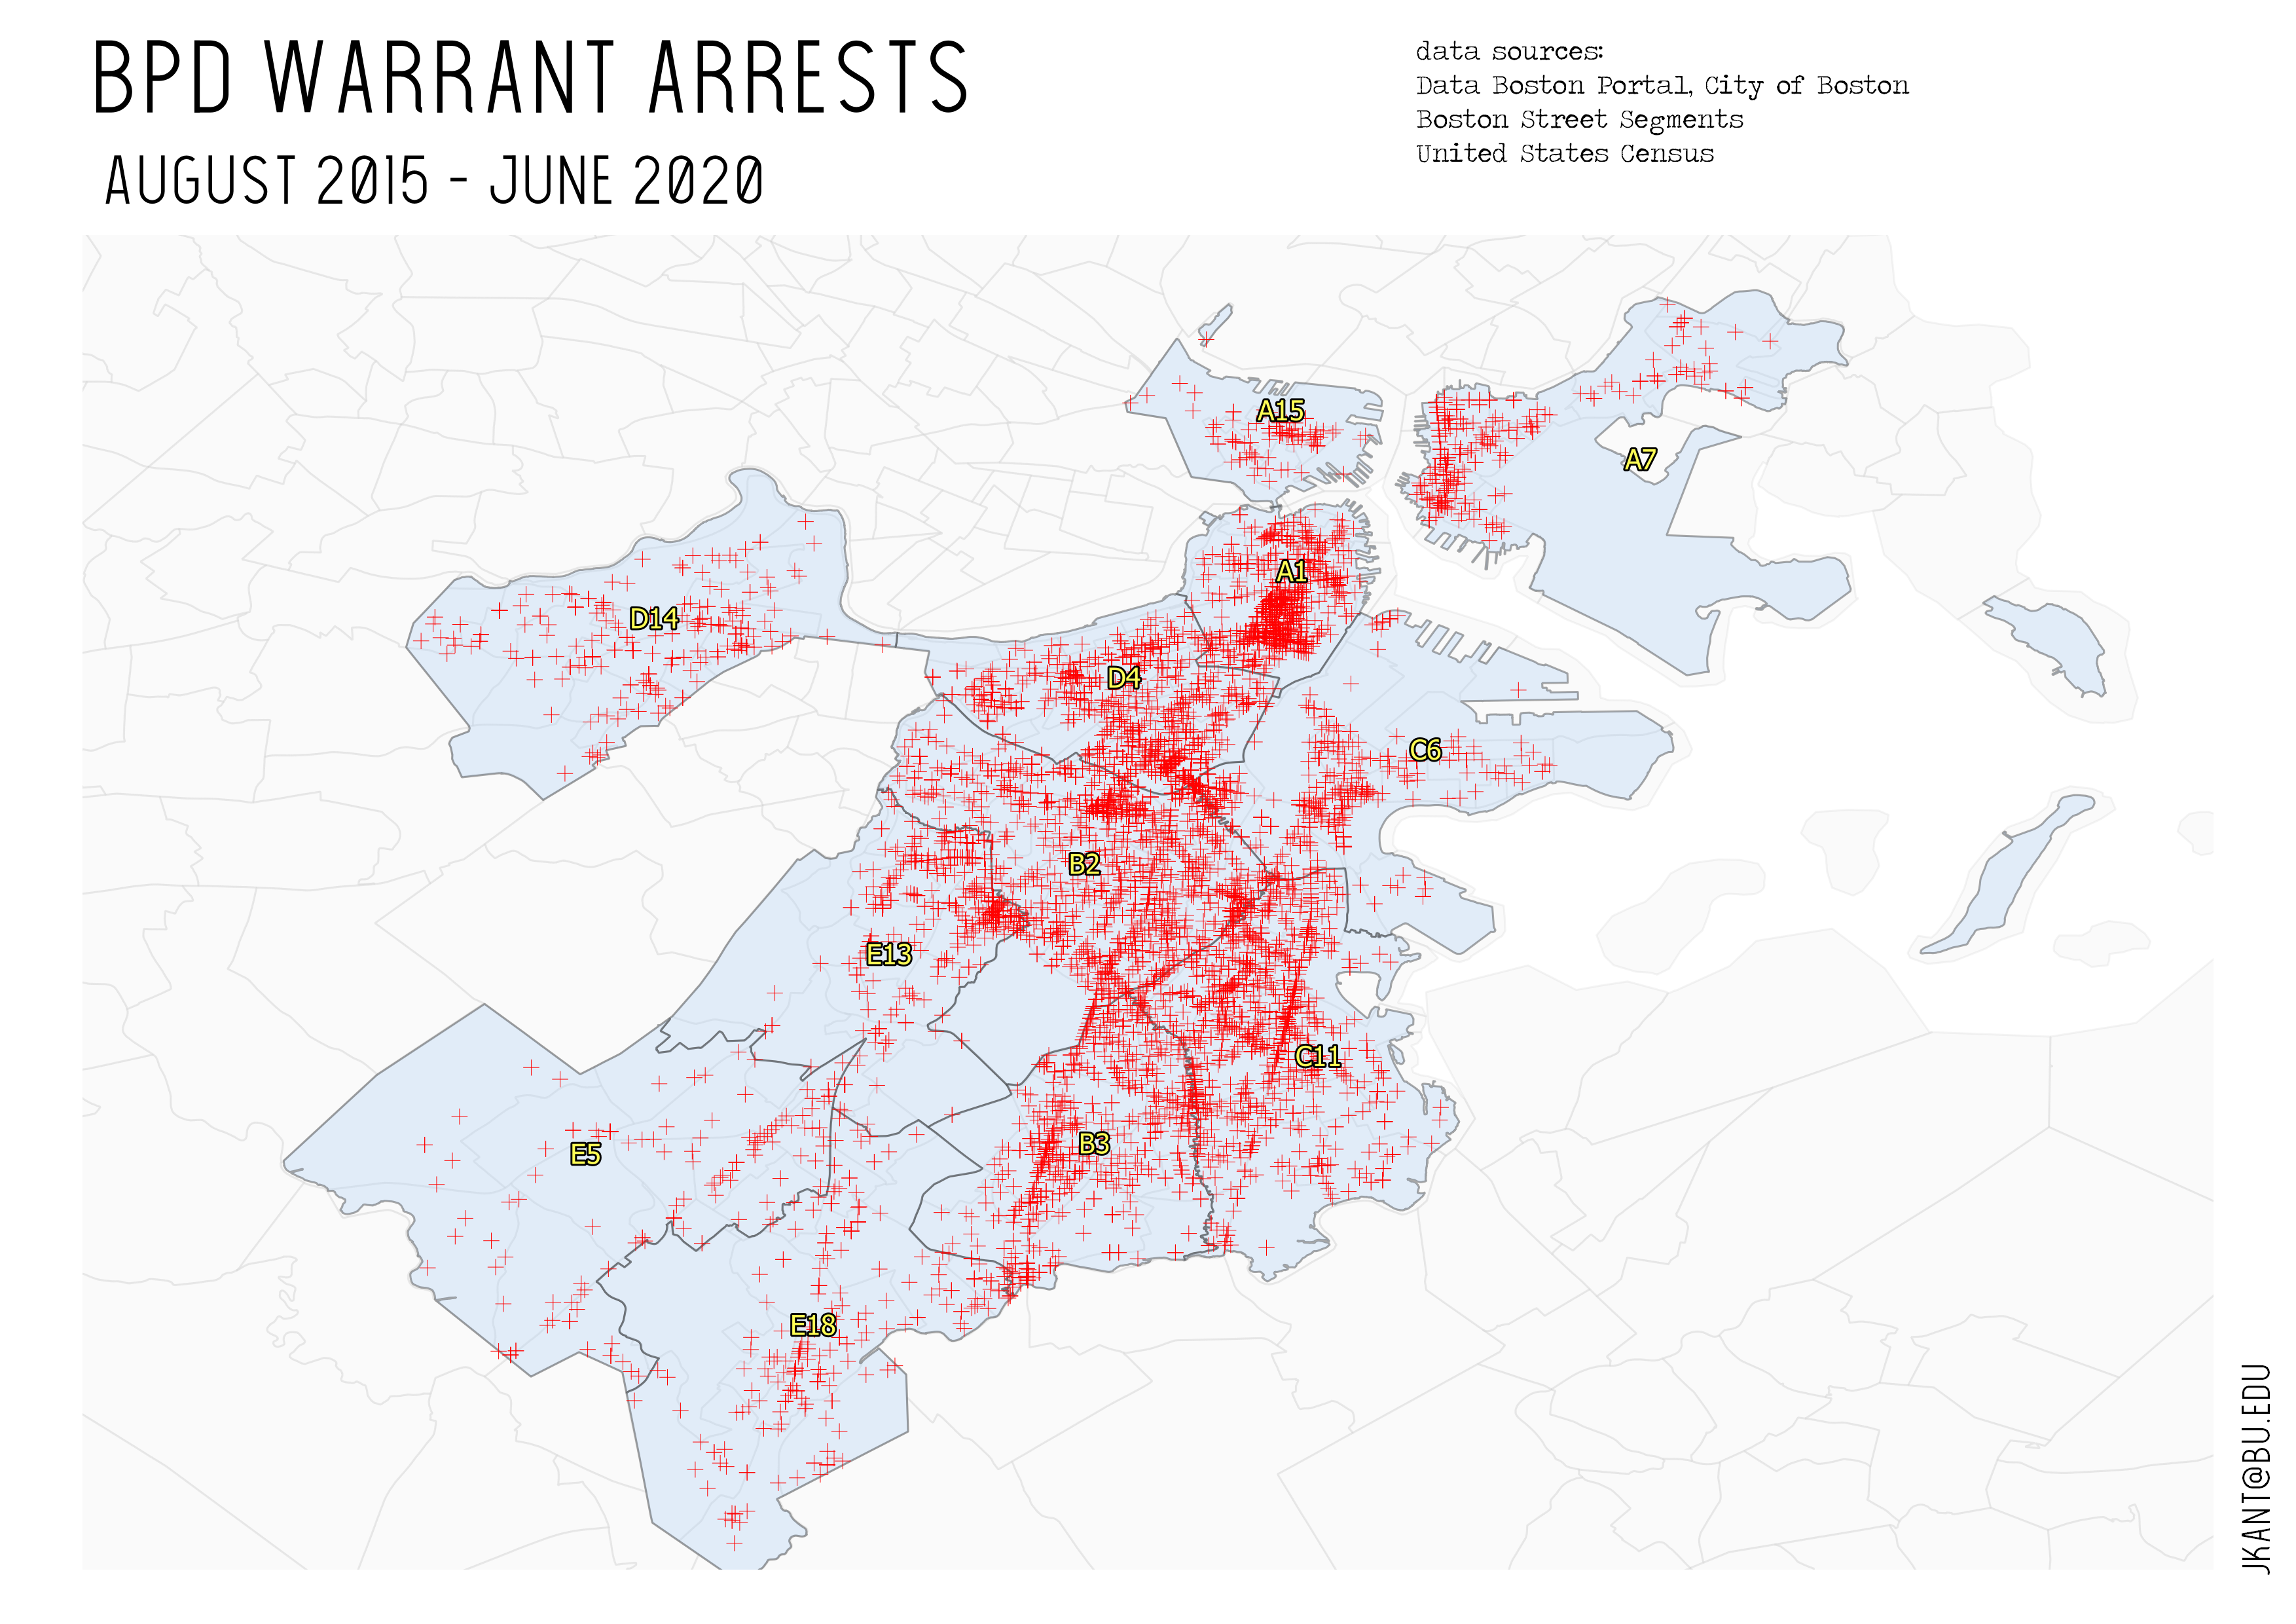 BPD WARRANT ARRESTS
AUGUST 2015 - JUNE 2020
data sources:
Data Boston Portal, City of Boston
Boston Street Segments
United States Census
A15
A7
A1
D14
D4
C6
B2
E13
C11
B3
E5
E18
JKANT@BU.EDU